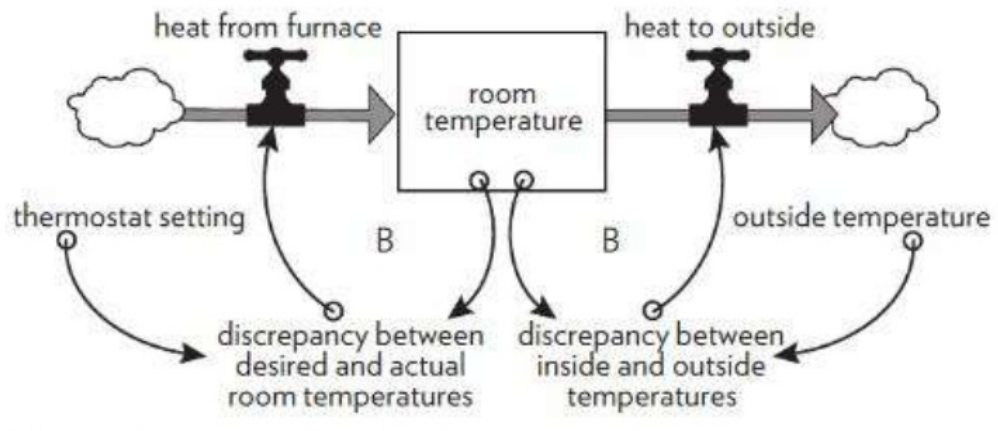 heat from furnace
heat to outside
room
temperature
thermostat setting
B
B
outside temperature
discrepancy between
desired and actual
room temperatures
discrepancy between
inside and outside
temperatures